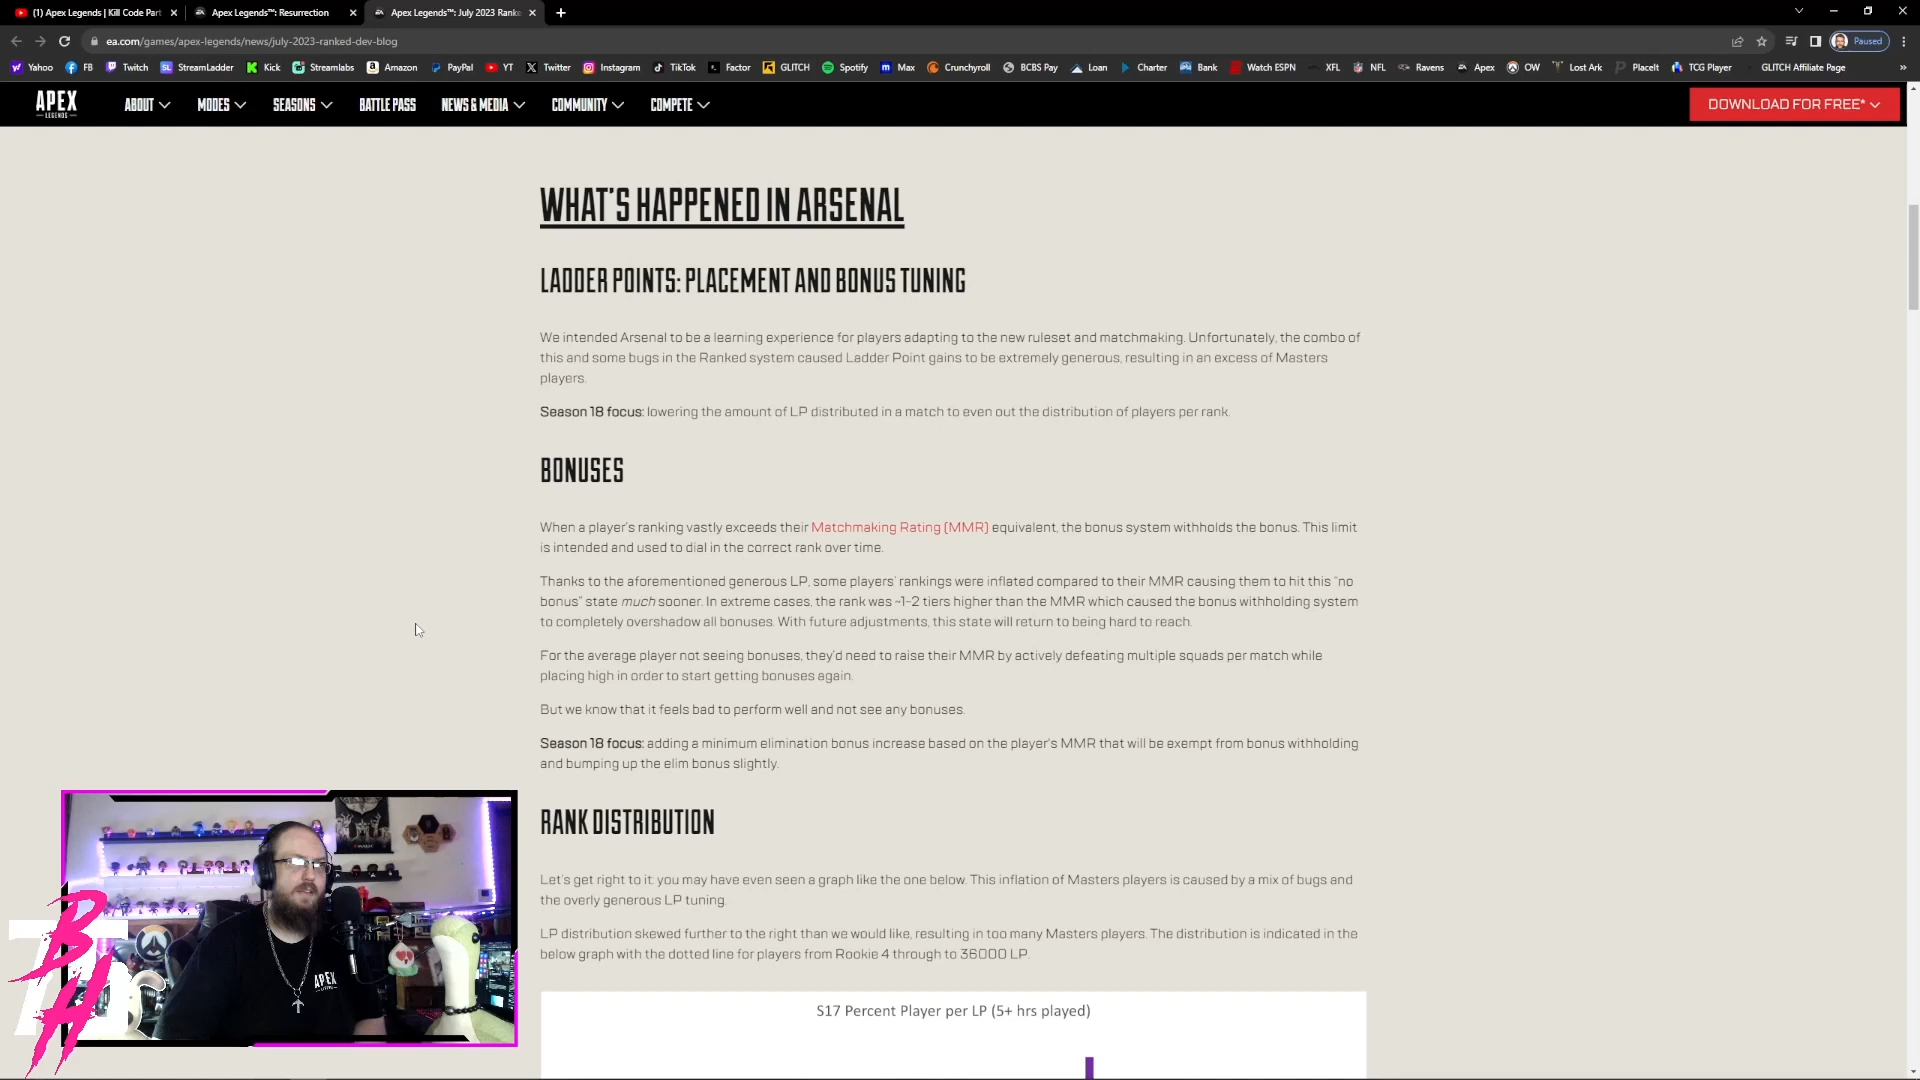 (1) Apex Legends | Kill Code Part
Apex Legends™: Resurrection
Apex Legends™: July 2023 Ranke
ea.com/games/apex-legends/news/july-2023-ranked-dev-blog
Paused
Yahoo
FB
Twitch
StreamLadder
Kick
Streamlabs
Amazon
PayPal
YT
Twitter
Instagram
TikTok
Factor
GLITCH
Spotify
Max
Crunchyroll
BCBS Pay
Loan
Charter
Bank
Watch ESPN
XFL
NFL
Ravens
Apex
OW
Lost Ark
PlaceIt
TCG Player
GLITCH Affiliate Page
»
APEX
LEGENDS
ABOUT
MODES
SEASONS
BATTLE PASS
NEWS & MEDIA
COMMUNITY
COMPETE
DOWNLOAD FOR FREE*
WHAT'S HAPPENED IN ARSENAL
LADDER POINTS: PLACEMENT AND BONUS TUNING
We intended Arsenal to be a learning experience for players adapting to the new ruleset and matchmaking. Unfortunately, the combo of
this and some bugs in the Ranked system caused Ladder Point gains to be extremely generous, resulting in an excess of Masters
players.
Season 18 focus: lowering the amount of LP distributed in a match to even out the distribution of players per rank.
BONUSES
When a player's ranking vastly exceeds their Matchmaking Rating (MMR) equivalent, the bonus system withholds the bonus. This limit
is intended and used to dial in the correct rank over time.
Thanks to the aforementioned generous LP, some players' rankings were inflated compared to their MMR causing them to hit this "no
bonus" state much sooner. In extreme cases, the rank was ~1-2 tiers higher than the MMR which caused the bonus withholding system
to completely overshadow all bonuses. With future adjustments, this state will return to being hard to reach.
For the average player not seeing bonuses, they'd need to raise their MMR by actively defeating multiple squads per match while
placing high in order to start getting bonuses again.
But we know that it feels bad to perform well and not see any bonuses.
Season 18 focus: adding a minimum elimination bonus increase based on the player's MMR that will be exempt from bonus withholding
and bumping up the elim bonus slightly.
RANK DISTRIBUTION
Let's get right to it: you may have even seen a graph like the one below. This inflation of Masters players is caused by a mix of bugs and
the overly generous LP tuning.
LP distribution skewed further to the right than we would like, resulting in too many Masters players. The distribution is indicated in the
below graph with the dotted line for players from Rookie 4 through to 36000 LP.
S17 Percent Player per LP (5+ hrs played)
APEX